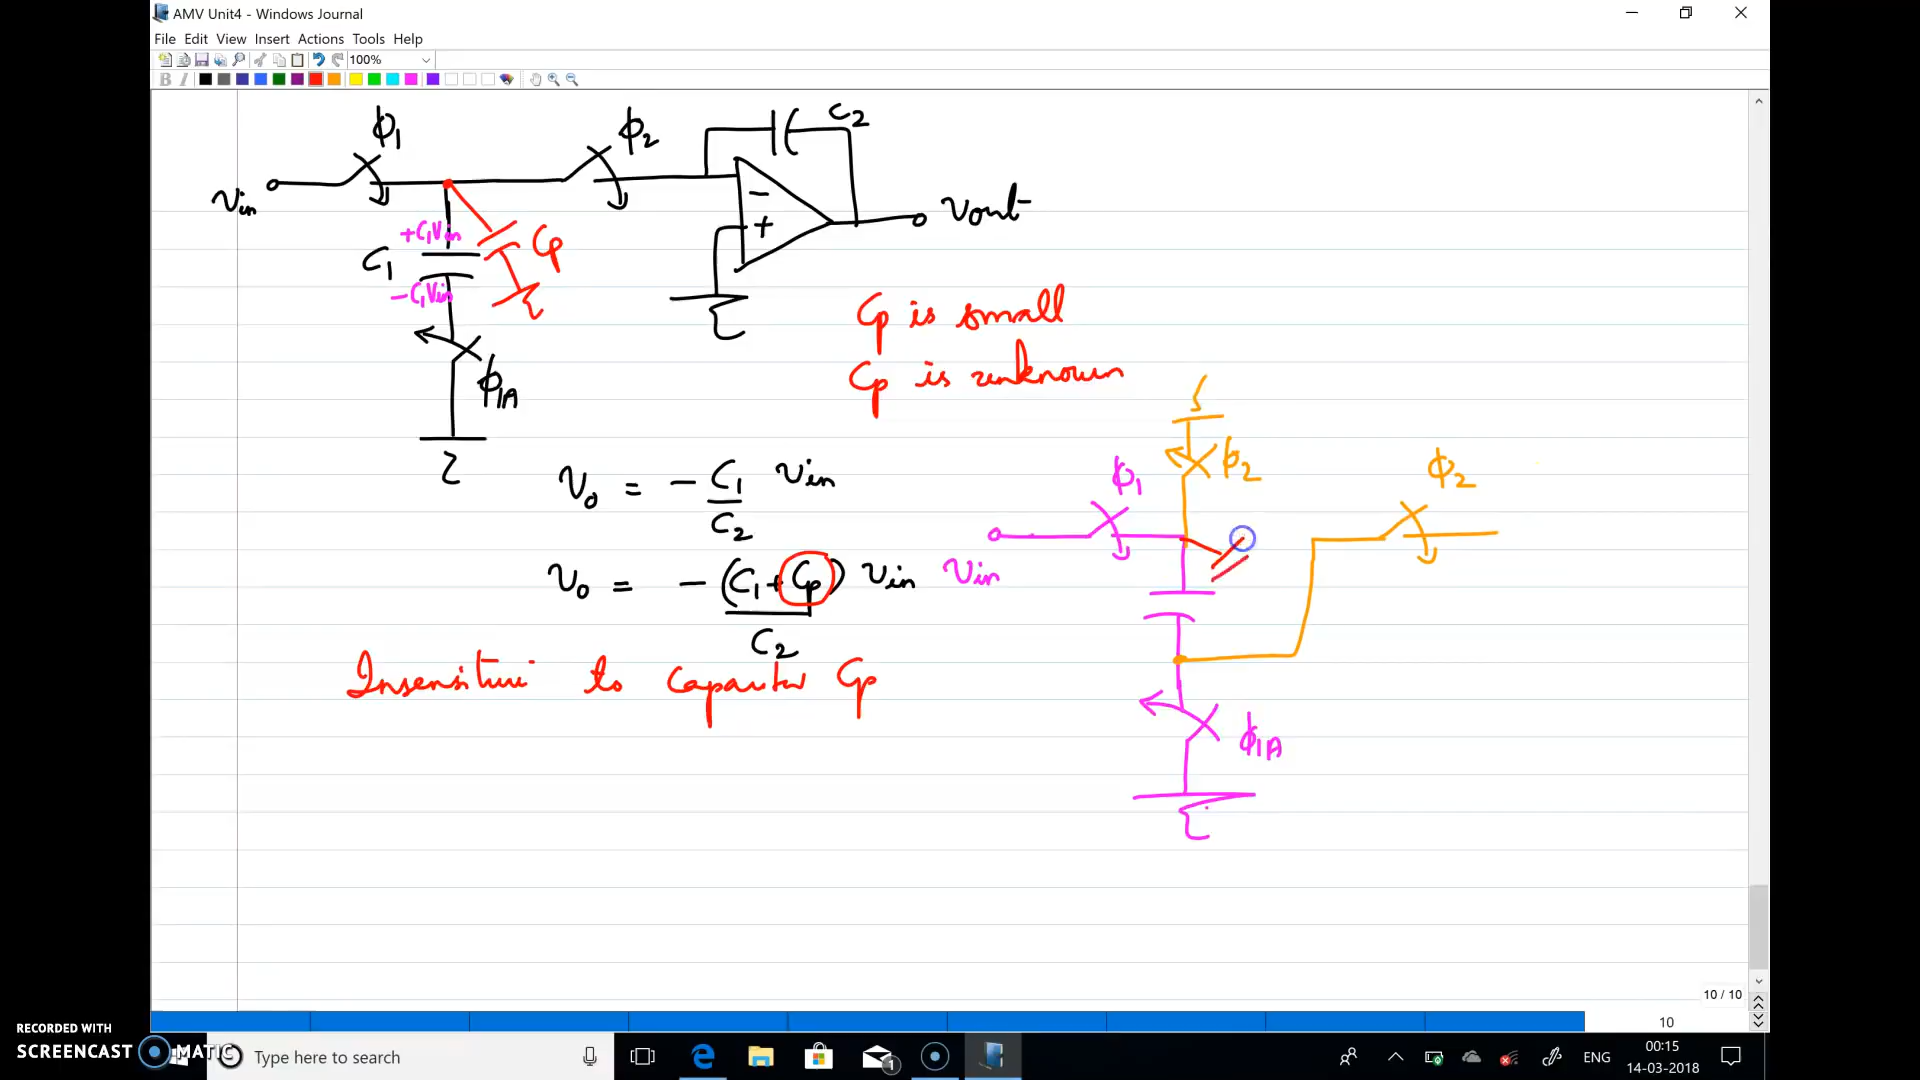 AMV Unit4 - Windows Journal
File Edit View Insert Actions Tools Help
100%
B I
ϕ1
ϕ2
C2
Vin
- 
+
Vout
+C1Vin
C1
-C1Vin
Cp
ϕ1A
Cp is small
Cp is unknown
V0 = - C1/C2 Vin
V0 = - (C1+Cp)/C2 Vin
Insensitive to capacitor Cp
ϕ2
ϕ1
ϕ2
Vin
ϕ1A
10 / 10
10
RECORDED WITH
SCREENCAST MATIC
Type here to search
1
ENG
00:15
14-03-2018